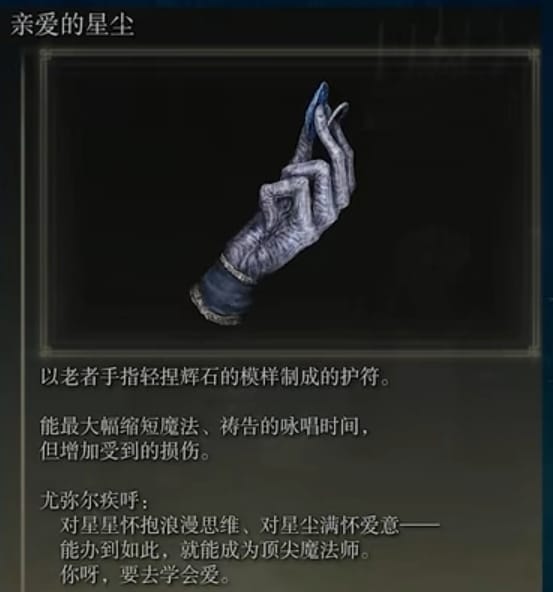 亲爱的星尘
以老者手指轻捏辉石的模样制成的护符。
能最大幅缩短魔法、祷告的咏唱时间，
但增加受到的损伤。
尤弥尔疾呼：
对星星怀抱浪漫思维、对星尘满怀爱意——
能办到如此，就能成为顶尖魔法师。
你呀，要去学会爱。